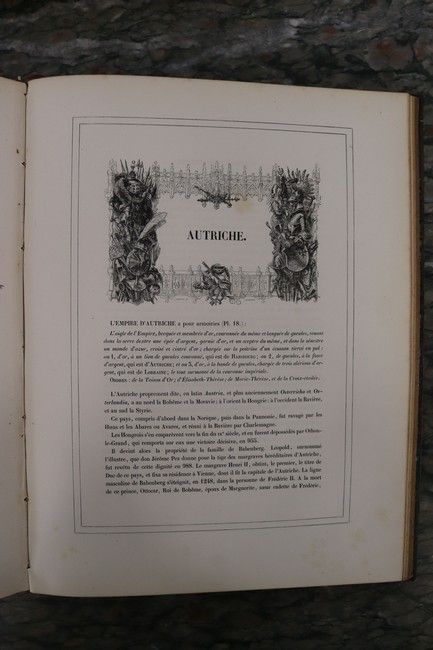 AUTRICHE.
L'EMPIRE D'AUTRICHE a pour armoiries (Pl. 18.) :
L'aigle de l'Empire, becquée et membrée d'or, couronnée du même et languée de gueules, tenant
dans la serre dextre une épée d'argent, garnie d'or, et un sceptre du même, et dans la sénestre
un monde d'azur, croisé et cintré d'or; chargée sur la poitrine d'un écusson tiercé en pal :
au 1, d'or, à un lion de gueules couronné, qui est de HABSBOURG; au 2, de gueules, à la fasce
d'argent, qui est d'AUTRICHE; et au 3, d'or, à la bande de gueules, chargée de trois alérions d'ar-
gent, qui est de LORRAINE; le tout surmonté de la couronne impériale.
ORDRES : de la Toison d'Or; d'Élisabeth-Thérèse; de Marie-Thérèse, et de la Croix-étoilée.
L'Autriche proprement dite, en latin Austria, et plus anciennement Osterricha et Os-
terlandia, a au nord la Bohême et la Moravie; à l'orient la Hongrie; à l'occident la Bavière,
et au sud la Styrie.
Ce pays, compris d'abord dans la Norique, puis dans la Pannonie, fut ravagé par les
Huns et les Abares ou Avares, et réuni à la Bavière par Charlemagne.
Les Hongrois s'en emparèrent vers la fin du IXe siècle, et en furent dépossédés par Othon-
le-Grand, qui remporta sur eux une victoire décisive, en 955.
Il devint alors la propriété de la famille de Babenberg. Léopold, surnommé
l'Illustre, que don Jérôme Pez donne pour la tige des margraves héréditaires d'Autriche,
fut revêtu de cette dignité en 988. Le margrave Henri II, obtint, le premier, le titre de
Duc de ce pays, et fixa sa résidence à Vienne, dont il fit la capitale de l'Autriche. La ligne
masculine de Babenberg s'éteignit, en 1248, dans la personne de Frédéric II. A la mort
de ce prince, Ottocar, Roi de Bohême, époux de Marguerite, sœur cadette de Frédéric,